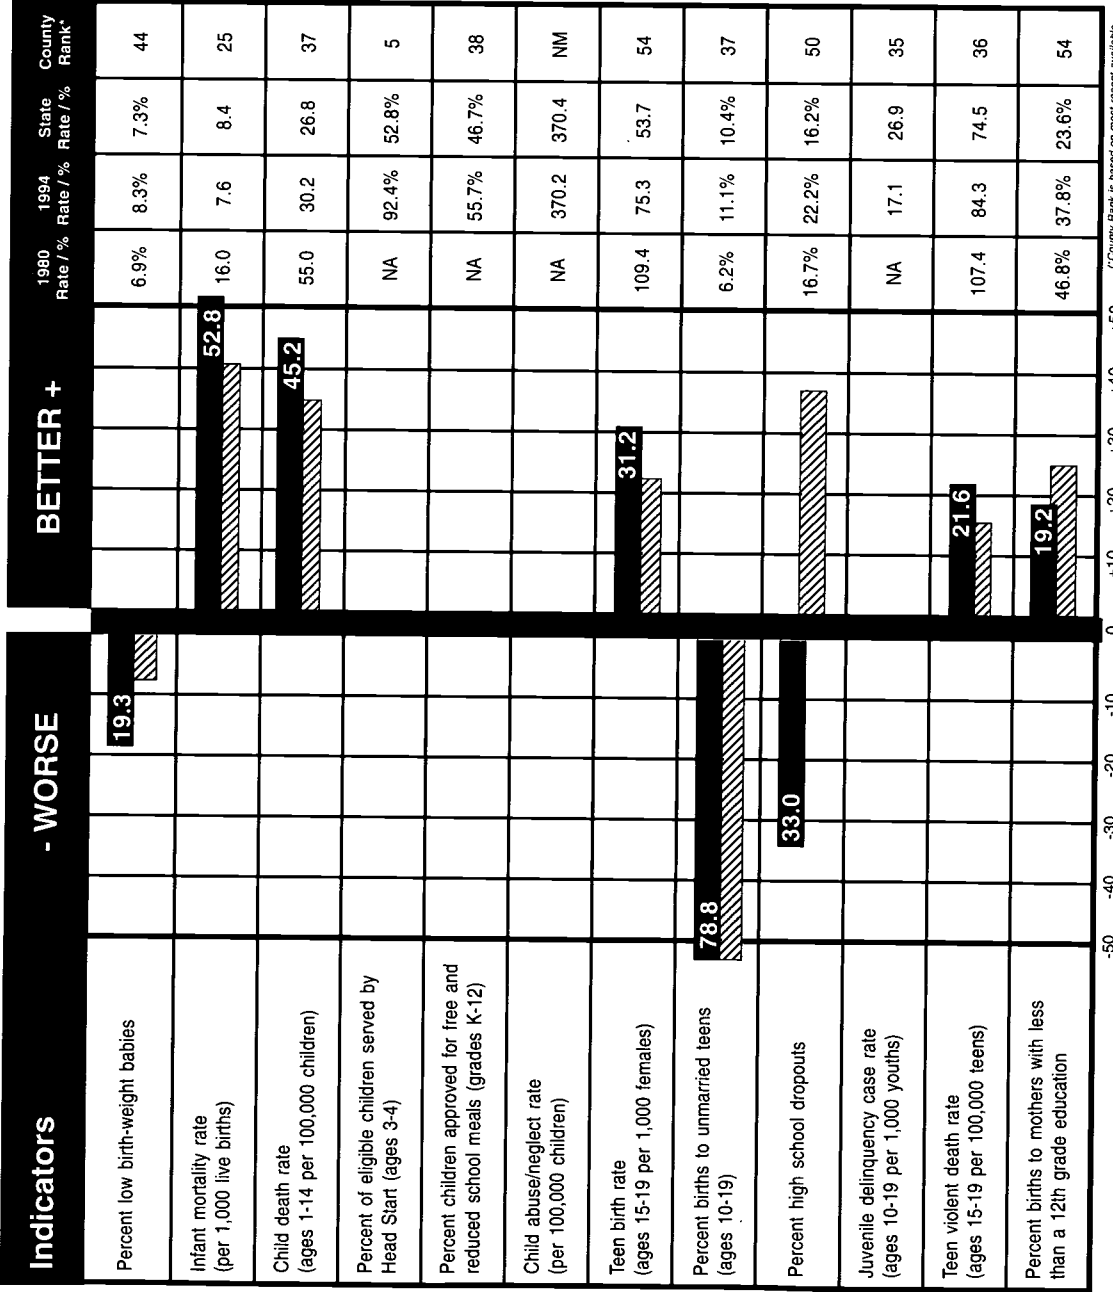 Indicators - WORSE BETTER + 1980 Rate / % 1994 Rate / % State Rate / % County Rank*
Percent low birth-weight babies 19.3 6.9% 8.3% 7.3% 44
Infant mortality rate
(per 1,000 live births) 52.8 16.0 7.6 8.4 25
Child death rate
(ages 1-14 per 100,000 children) 45.2 55.0 30.2 26.8 37
Percent of eligible children served by
Head Start (ages 3-4) NA 92.4% 52.8% 5
Percent children approved for free and
reduced school meals (grades K-12) NA 55.7% 46.7% 38
Child abuse/neglect rate
(per 100,000 children) NA 370.2 370.4 NM
Teen birth rate
(ages 15-19 per 1,000 females) 31.2 109.4 75.3 53.7 54
Percent births to unmarried teens
(ages 10-19) 78.8 6.2% 11.1% 10.4% 37
Percent high school dropouts 33.0 16.7% 22.2% 16.2% 50
Juvenile delinquency case rate
(ages 10-19 per 1,000 youths) NA 17.1 26.9 35
Teen violent death rate
(ages 15-19 per 100,000 teens) 21.6 107.4 84.3 74.5 36
Percent births to mothers with less
than a 12th grade education 19.2 46.8% 37.8% 23.6% 54
-50 -40 -30 -20 -10 0 +10 +20 +30 +40 +50
(*County Rank is based on most recent available